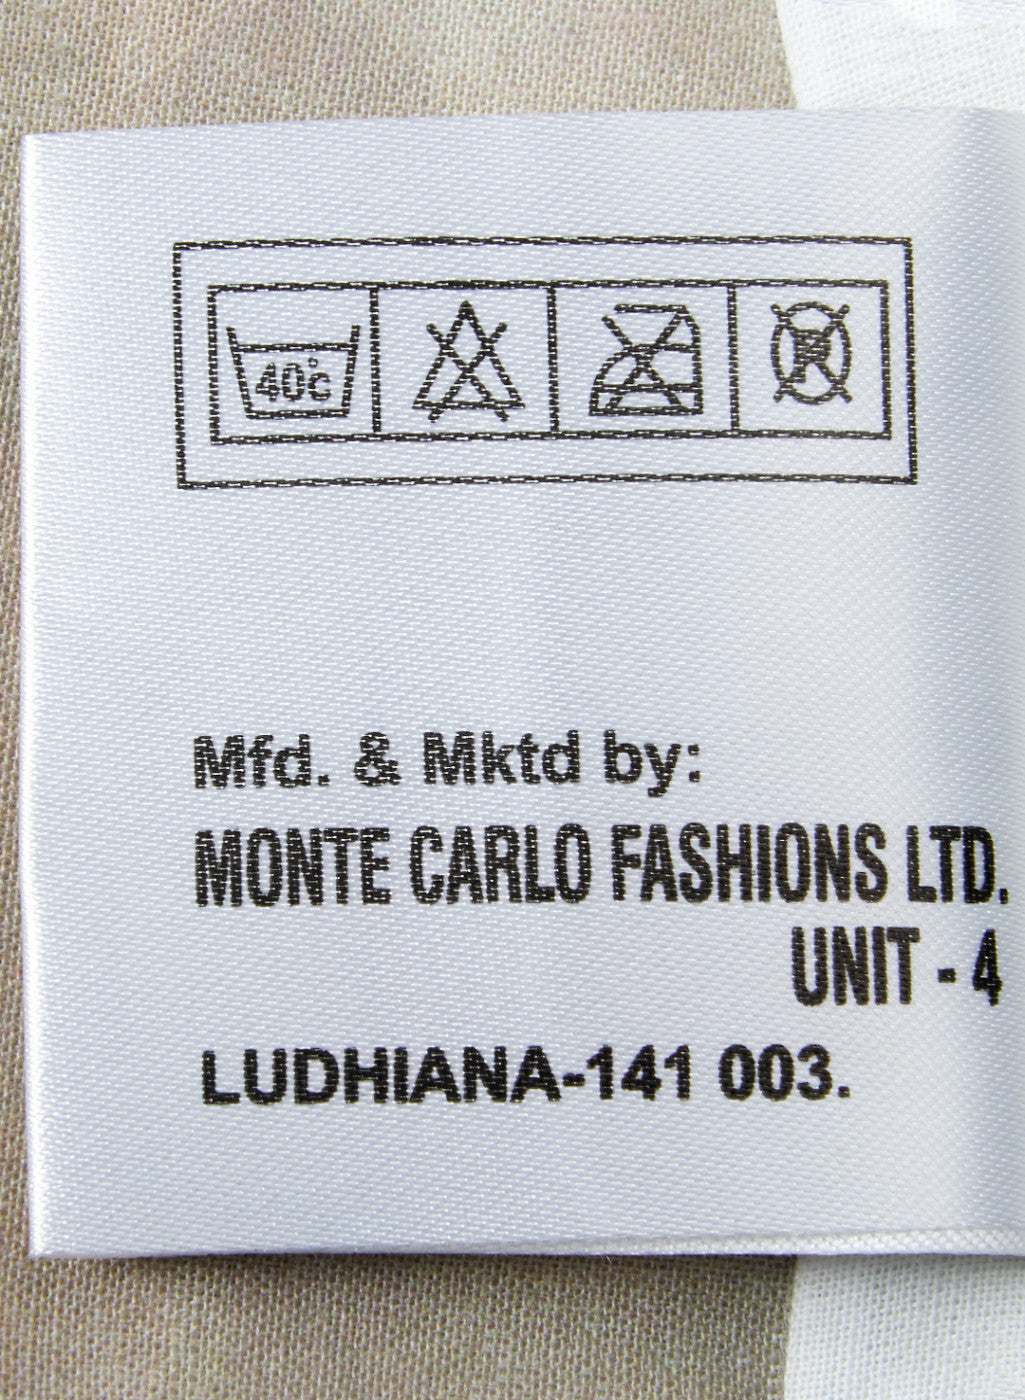 40°c
Mfd. & Mktd by:
MONTE CARLO FASHIONS LTD.
UNIT - 4
LUDHIANA-141 003.